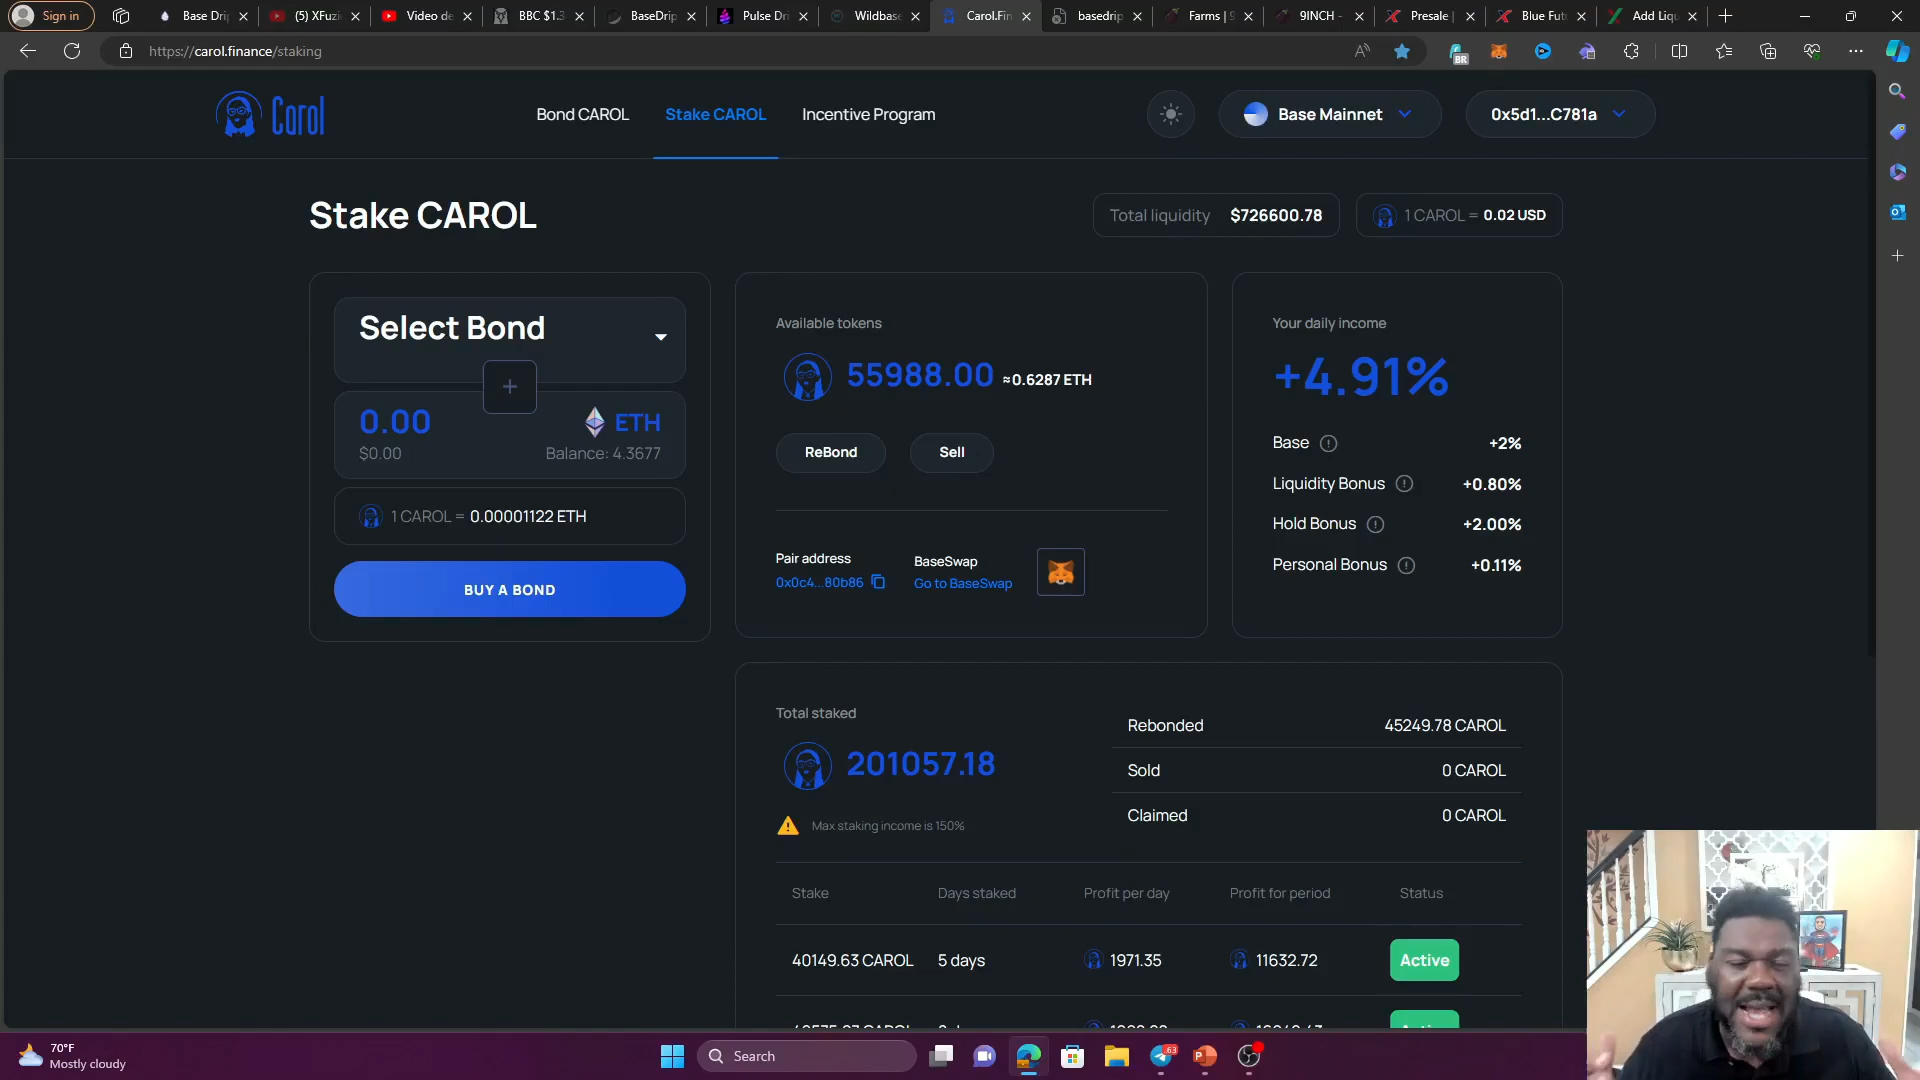 Sign in
Base Dri
(5) XFuzi
Video de
BBC $1.3
BaseDrip
Pulse Dri
Wildbase
Carol.Fin
basedrip
Farms | 9
9INCH -
Presale |
Blue Fut
Add Liqu
https://carol.finance/staking
BR
Carol
Bond CAROL
Stake CAROL
Incentive Program
Base Mainnet
0x5d1...C781a
Stake CAROL
Total liquidity $726600.78
1 CAROL = 0.02 USD
Select Bond
+
0.00
ETH
$0.00
Balance: 4.3677
1 CAROL = 0.00001122 ETH
BUY A BOND
Available tokens
55988.00 ≈0.6287 ETH
ReBond
Sell
Pair address
0x0c4...80b86
BaseSwap
Go to BaseSwap
Your daily income
+4.91%
Base +2%
Liquidity Bonus +0.80%
Hold Bonus +2.00%
Personal Bonus +0.11%
Total staked
201057.18
Max staking income is 150%
Rebonded 45249.78 CAROL
Sold 0 CAROL
Claimed 0 CAROL
Stake Days staked Profit per day Profit for period Status
40149.63 CAROL 5 days 1971.35 11632.72 Active
70°F
Mostly cloudy
Search
63